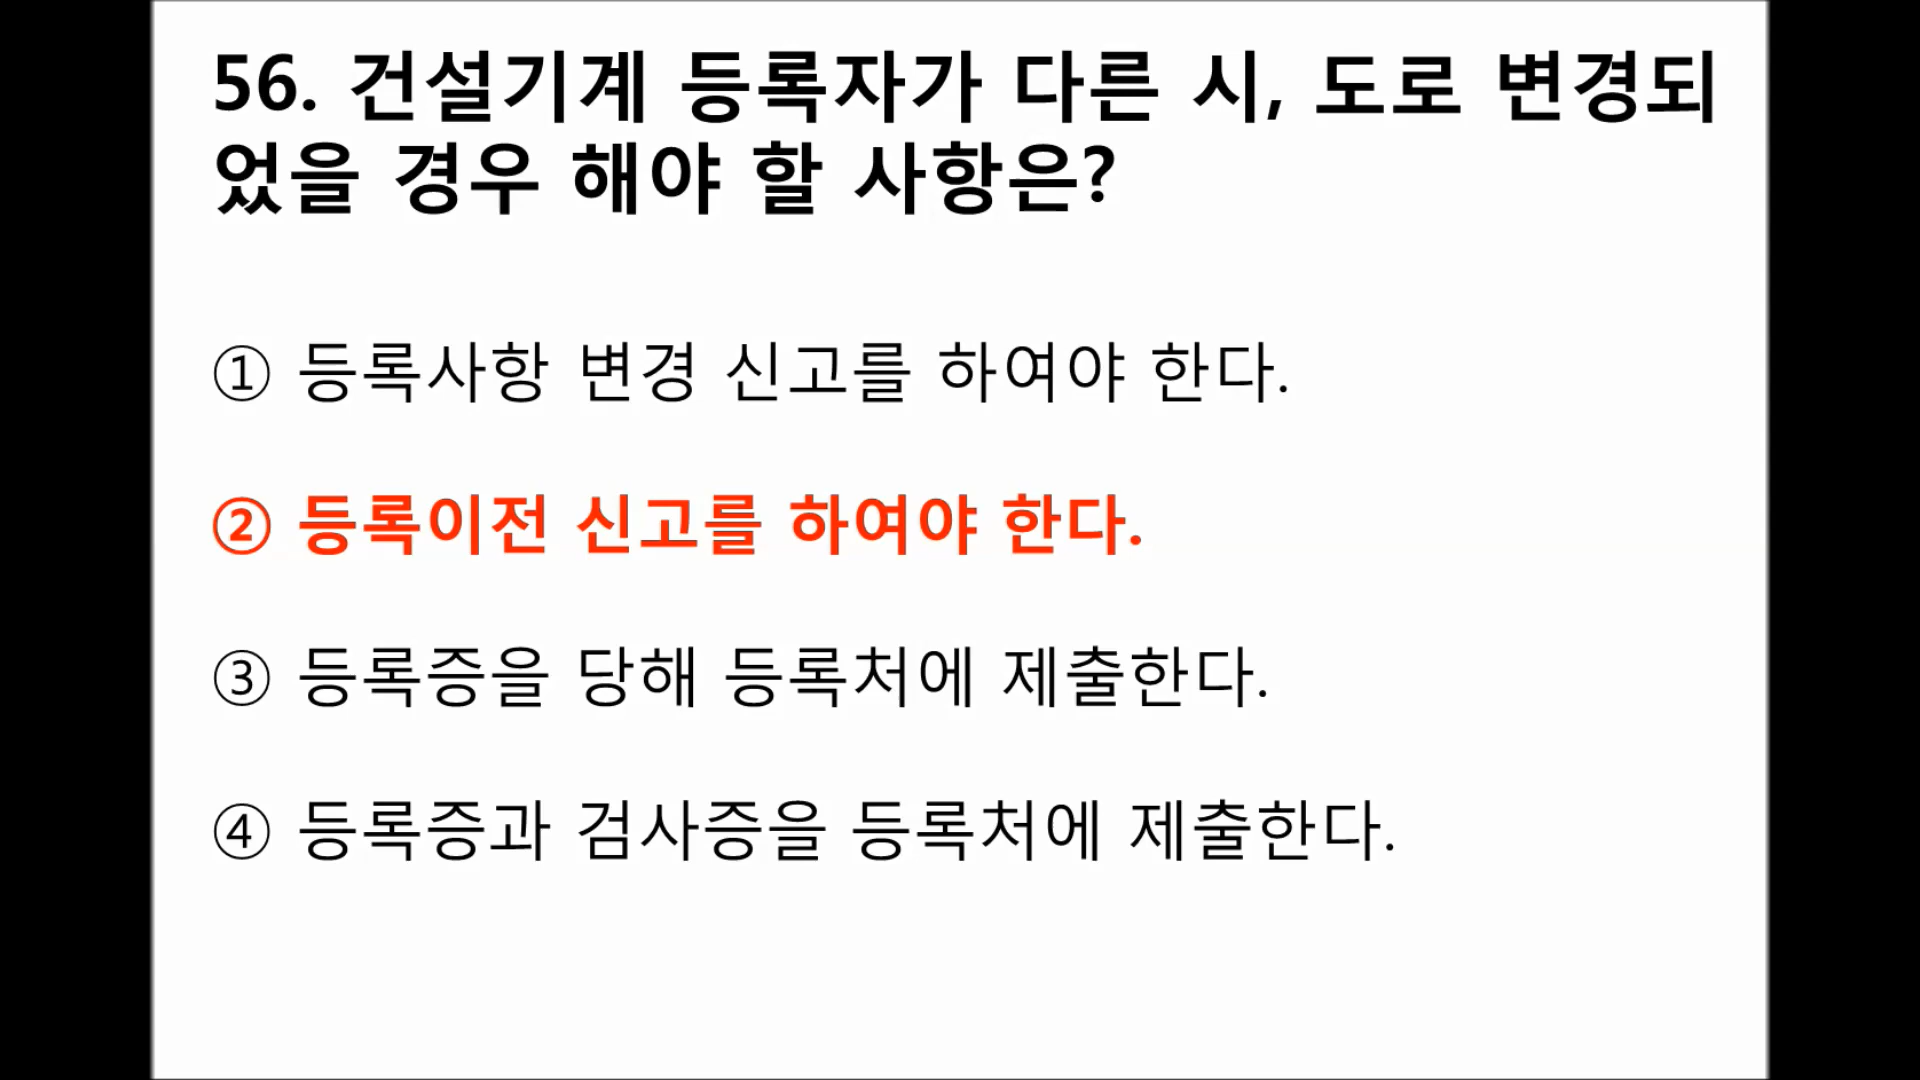 56. 건설기계 등록자가 다른 시, 도로 변경되
었을 경우 해야 할 사항은?
① 등록사항 변경 신고를 하여야 한다.
② 등록이전 신고를 하여야 한다.
③ 등록증을 당해 등록처에 제출한다.
④ 등록증과 검사증을 등록처에 제출한다.